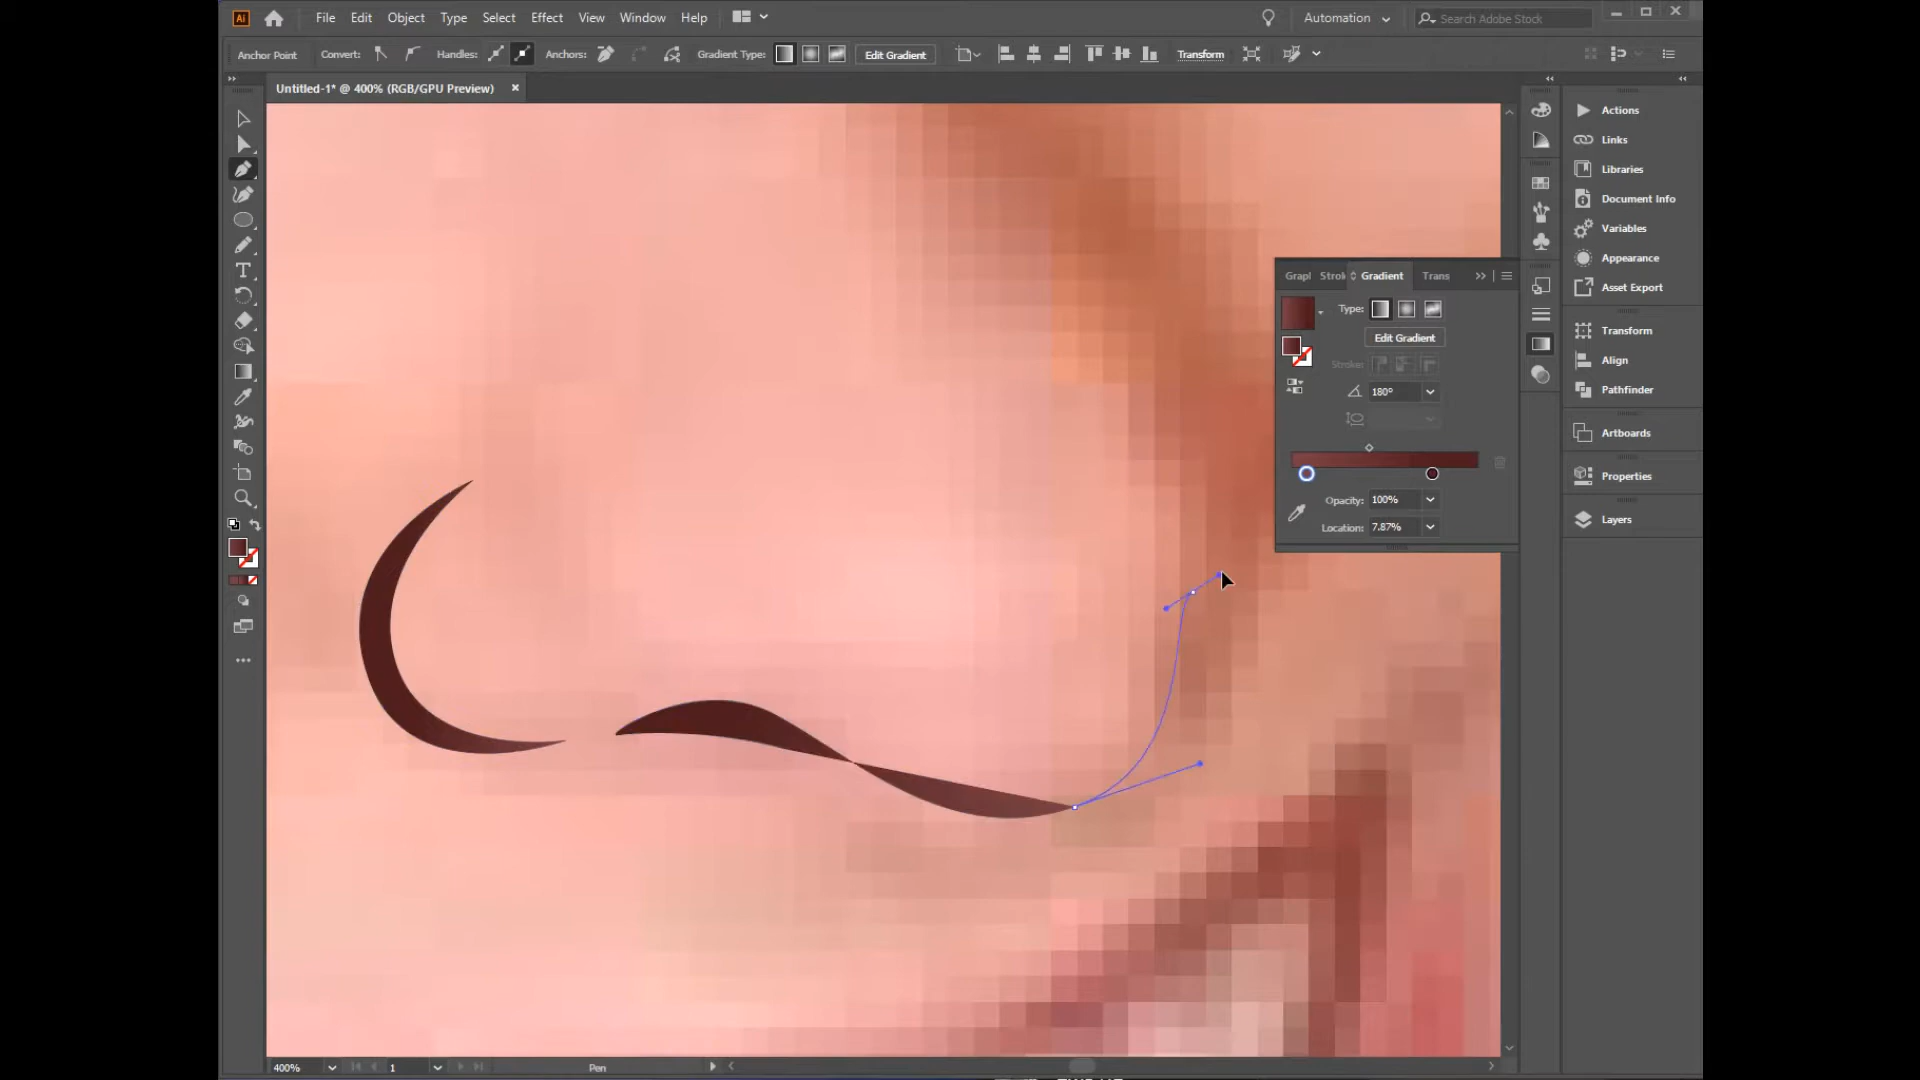 Ai File Edit Object Type Select Effect View Window Help Automation Search Adobe Stock
Anchor Point Convert: Handles: Anchors: Gradient Type: Edit Gradient Transform
Untitled-1* @ 400% (RGB/GPU Preview)
Actions
Links
Libraries
Document Info
Variables
Appearance
Asset Export
Transform
Align
Pathfinder
Artboards
Properties
Layers
Grapl Strok Gradient Trans
Type:
Edit Gradient
Stroke:
180°
Opacity: 100%
Location: 7.87%
400% 1 Pen